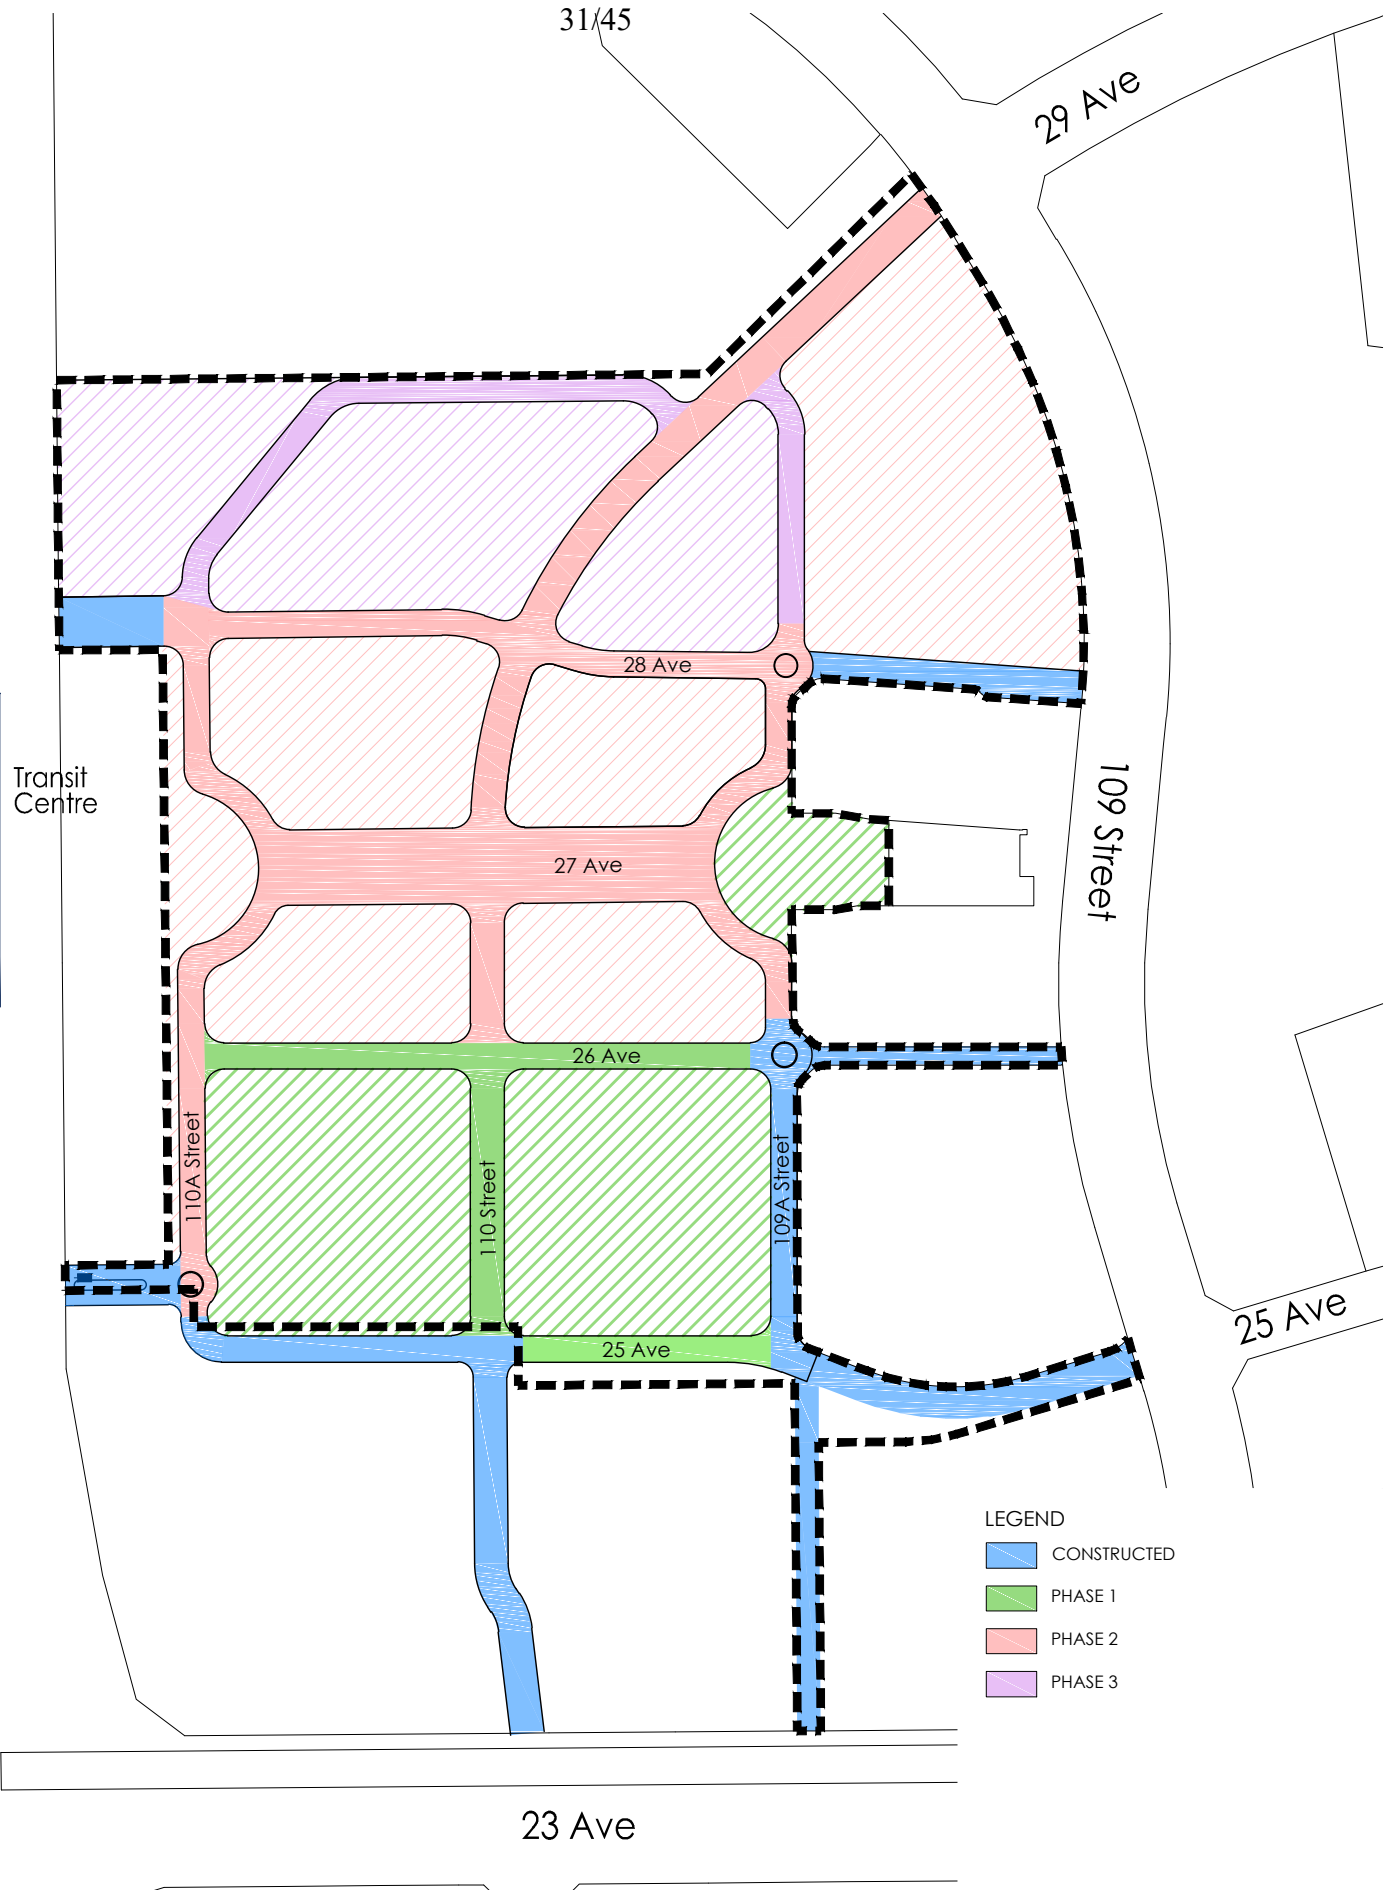 31/45
29 Ave
28 Ave
Transit
Centre
109 Street
27 Ave
26 Ave
110A Street
110 Street
109A Street
25 Ave
25 Ave
LEGEND
CONSTRUCTED
PHASE 1
PHASE 2
PHASE 3
23 Ave